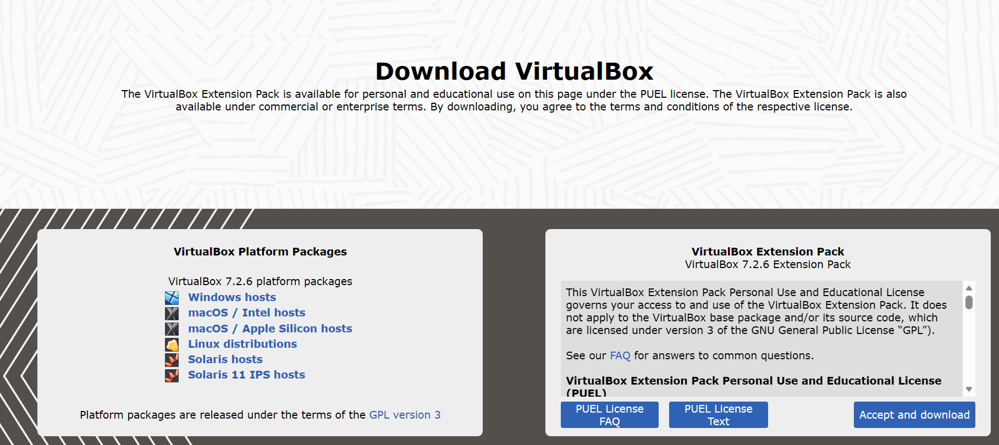 Download VirtualBox
The VirtualBox Extension Pack is available for personal and educational use on this page under the PUEL license. The VirtualBox Extension Pack is also
available under commercial or enterprise terms. By downloading, you agree to the terms and conditions of the respective license.
VirtualBox Platform Packages
VirtualBox 7.2.6 platform packages
Windows hosts
macOS / Intel hosts
macOS / Apple Silicon hosts
Linux distributions
Solaris hosts
Solaris 11 IPS hosts
Platform packages are released under the terms of the GPL version 3
VirtualBox Extension Pack
VirtualBox 7.2.6 Extension Pack
This VirtualBox Extension Pack Personal Use and Educational License
governs your access to and use of the VirtualBox Extension Pack. It does
not apply to the VirtualBox base package and/or its source code, which
are licensed under version 3 of the GNU General Public License “GPL”).
See our FAQ for answers to common questions.
VirtualBox Extension Pack Personal Use and Educational License
(PUEL)
PUEL License
FAQ
PUEL License
Text
Accept and download